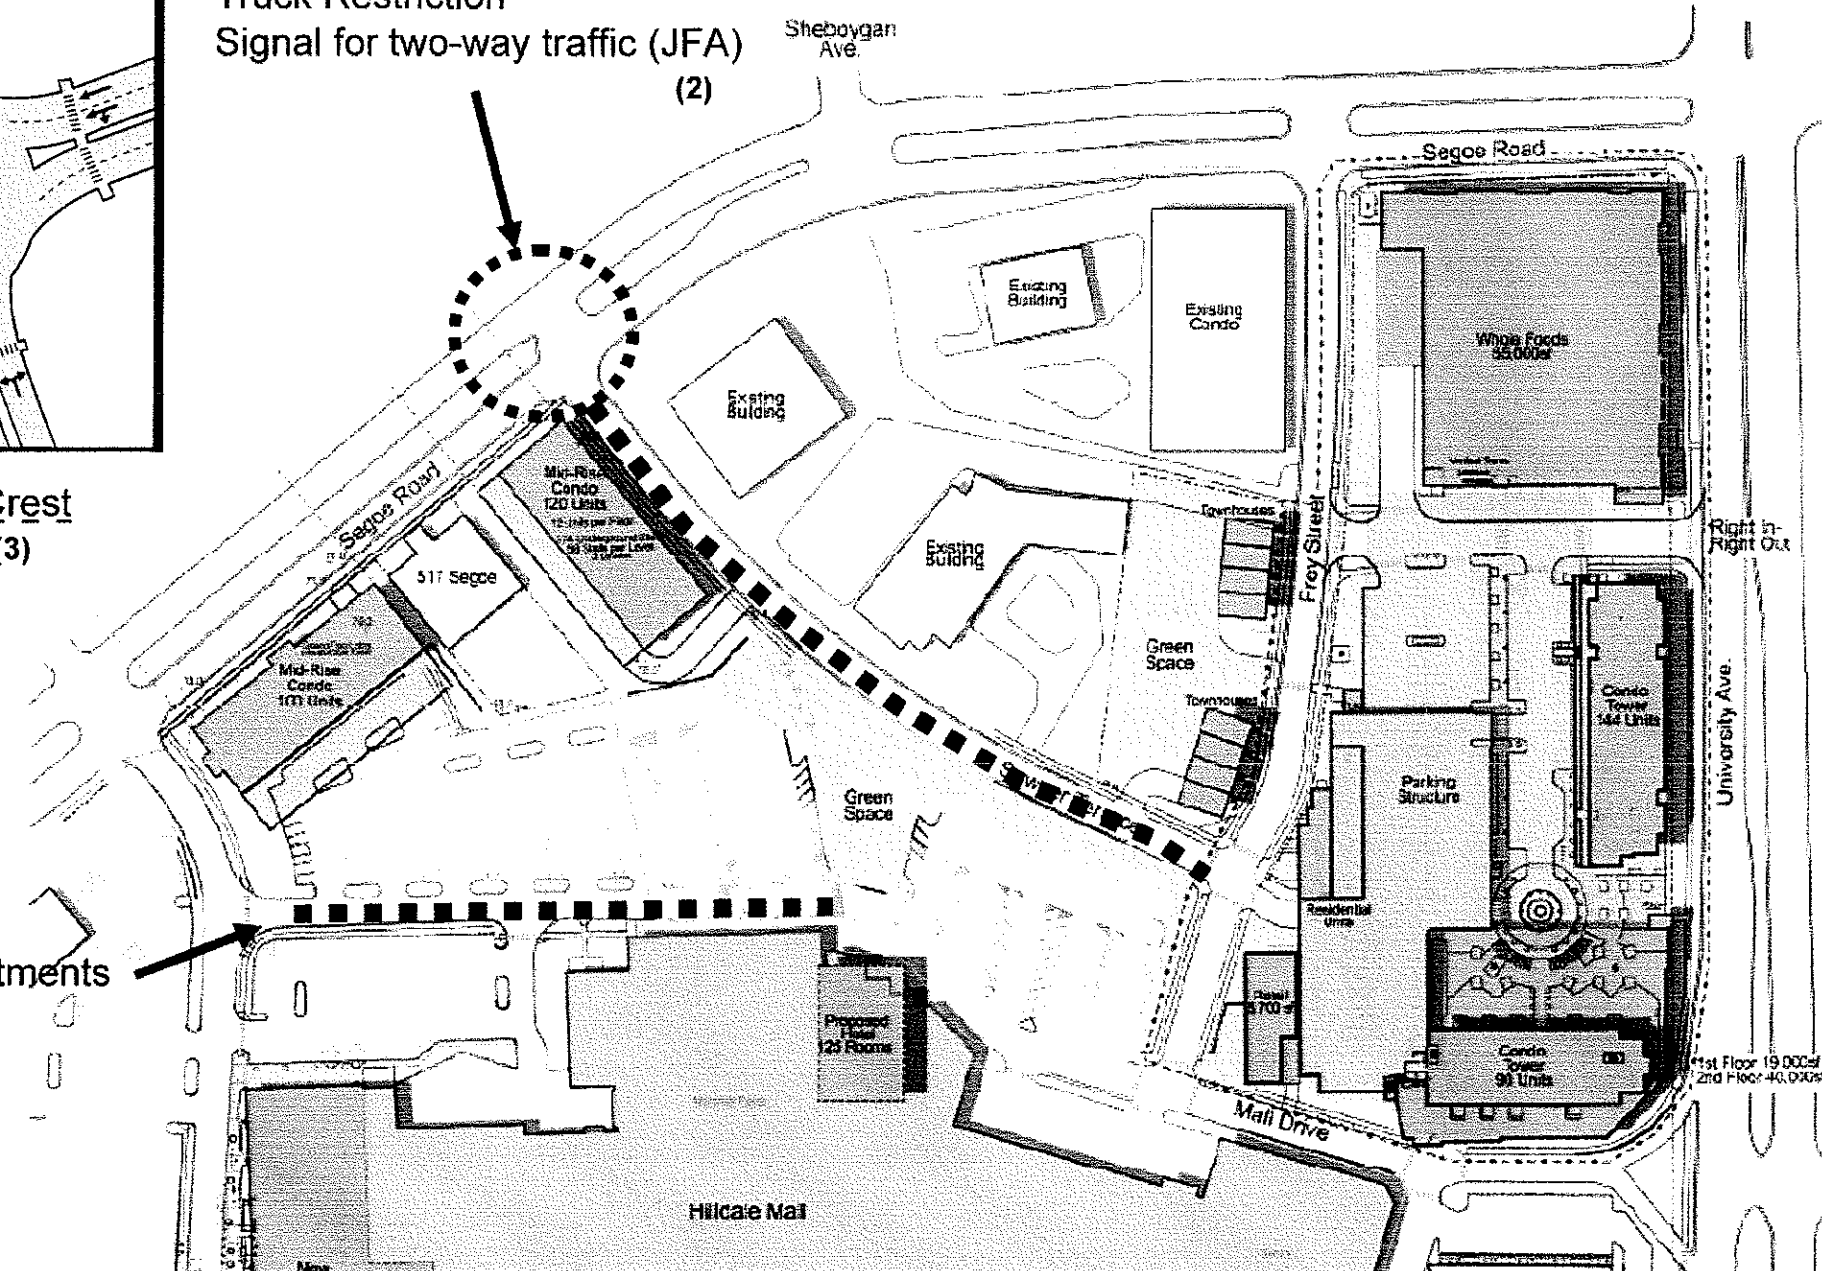 Truck Restriction
Signal for two-way traffic (JFA)
(2)
Sheboygan
Ave.
Segoe Road
Existing
Building
Existing
Condo
Whole Foods
55,000sf
Existing
Building
Crest
(3)
Segoe Road
Mid-Rise
Condo
120 Units
517 Segoe
Existing
Building
Townhouses
Frey Street
Right In-
Right Out
Mid-Rise
Condo
Green
Space
Townhouses
Condo
Tower
144 Units
University Ave.
Parking
Structure
Green
Space
Residential
Units
tments
Retail
Proposed
Hotel
125 Rooms
Condo
Tower
90 Units
1st Floor 19,000sf
2nd Floor 40,000s
Mall Drive
Hilldale Mall